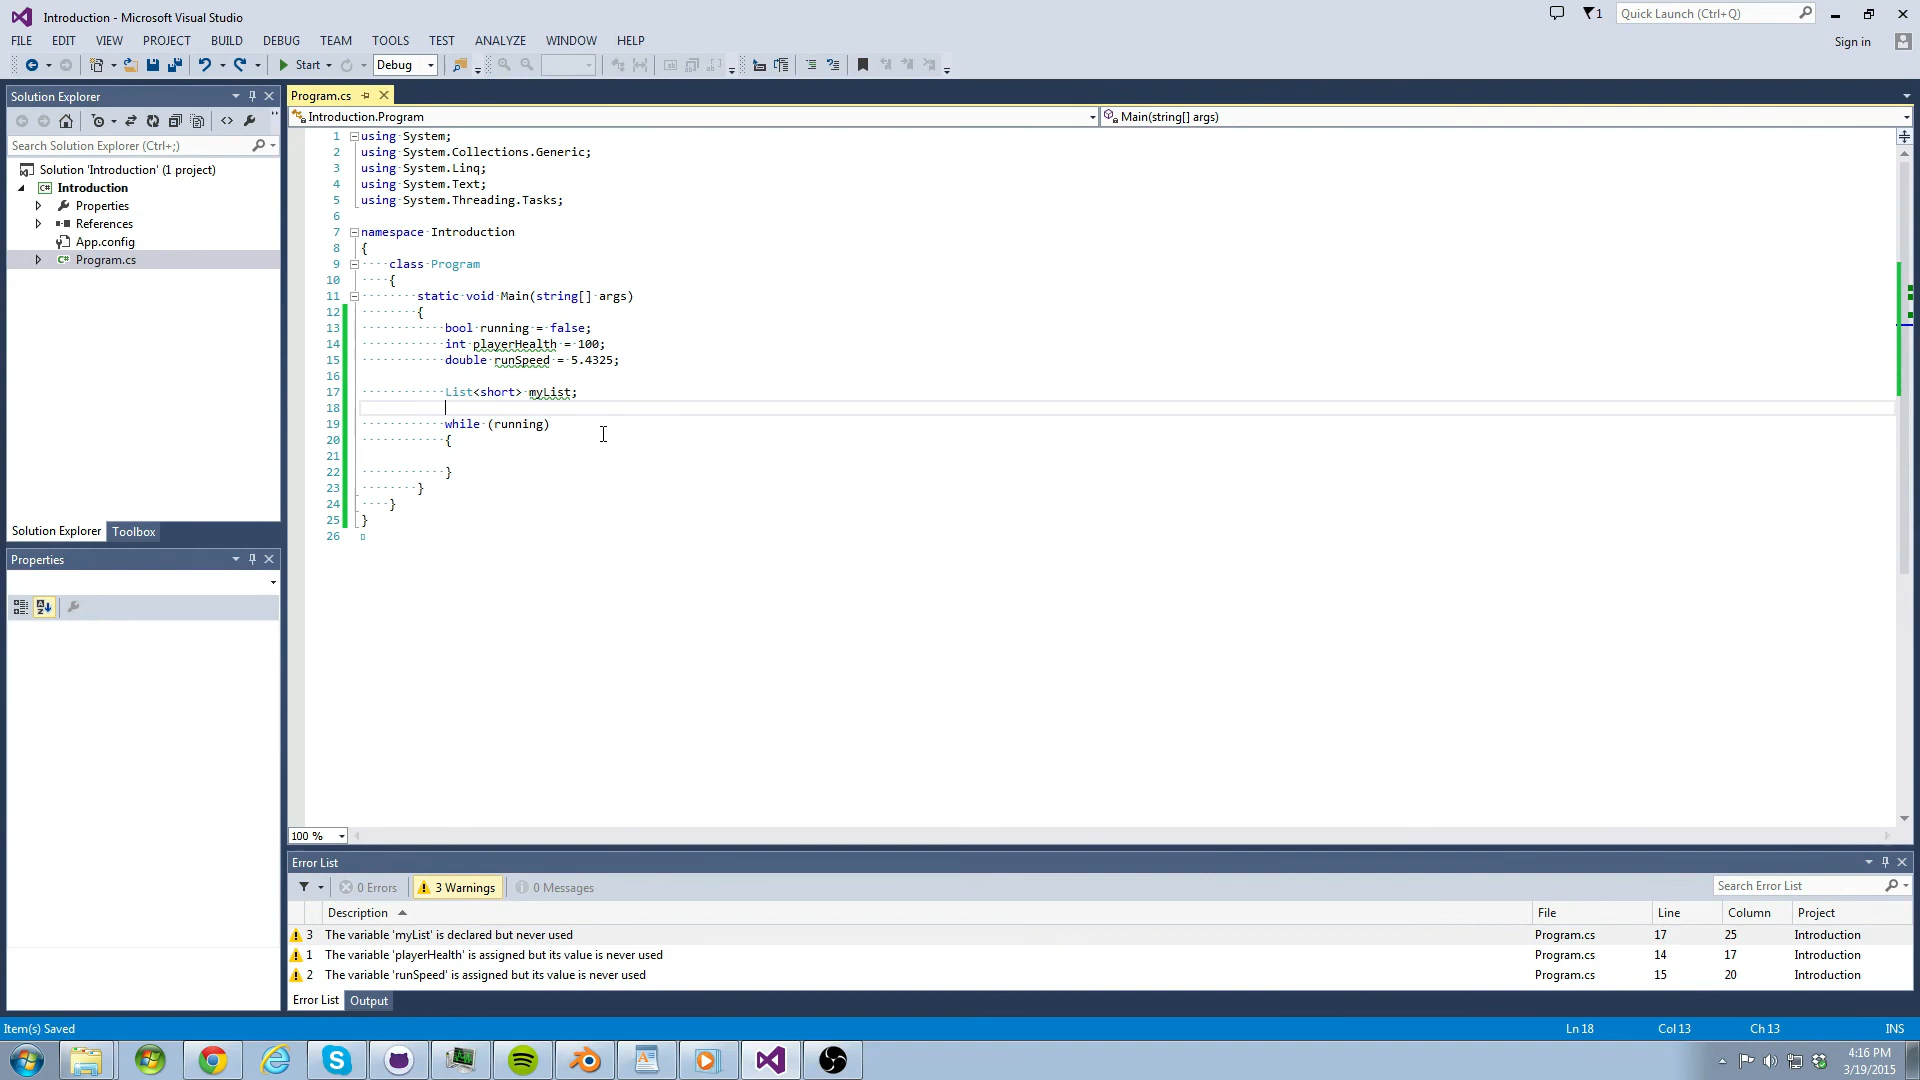 Introduction - Microsoft Visual Studio
1
Quick Launch (Ctrl+Q)
FILE EDIT VIEW PROJECT BUILD DEBUG TEAM TOOLS TEST ANALYZE WINDOW HELP
Sign in
Start
Debug
Solution Explorer
Search Solution Explorer (Ctrl+;)
Solution 'Introduction' (1 project)
C# Introduction
Properties
References
App.config
C# Program.cs
Solution Explorer Toolbox
Properties
Program.cs
Introduction.Program
Main(string[] args)
1 using System;
2 using System.Collections.Generic;
3 using System.Linq;
4 using System.Text;
5 using System.Threading.Tasks;
6
7 namespace Introduction
8 {
9 class Program
10 {
11 static void Main(string[] args)
12 {
13 bool running = false;
14 int playerHealth = 100;
15 double runSpeed = 5.4325;
16
17 List<short> myList;
18
19 while (running)
20 {
21
22 }
23 }
24 }
25 }
26
100 %
Error List
0 Errors 3 Warnings 0 Messages
Search Error List
Description File Line Column Project
3 The variable 'myList' is declared but never used Program.cs 17 25 Introduction
1 The variable 'playerHealth' is assigned but its value is never used Program.cs 14 17 Introduction
2 The variable 'runSpeed' is assigned but its value is never used Program.cs 15 20 Introduction
Error List Output
Item(s) Saved
Ln 18 Col 13 Ch 13 INS
4:16 PM
3/19/2015